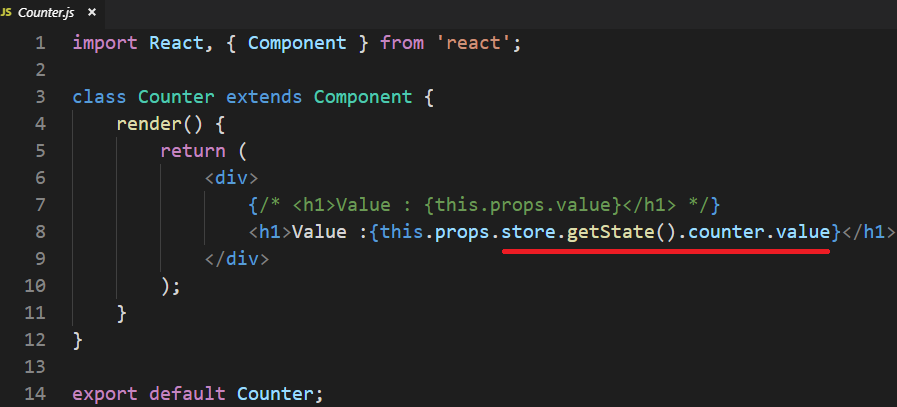 JS Counter.js ×
1 import React, { Component } from 'react';
2
3 class Counter extends Component {
4     render() {
5         return (
6             <div>
7                 {/* <h1>Value : {this.props.value}</h1> */}
8                 <h1>Value :{this.props.store.getState().counter.value}</h1>
9             </div>
10         );
11     }
12 }
13
14 export default Counter;